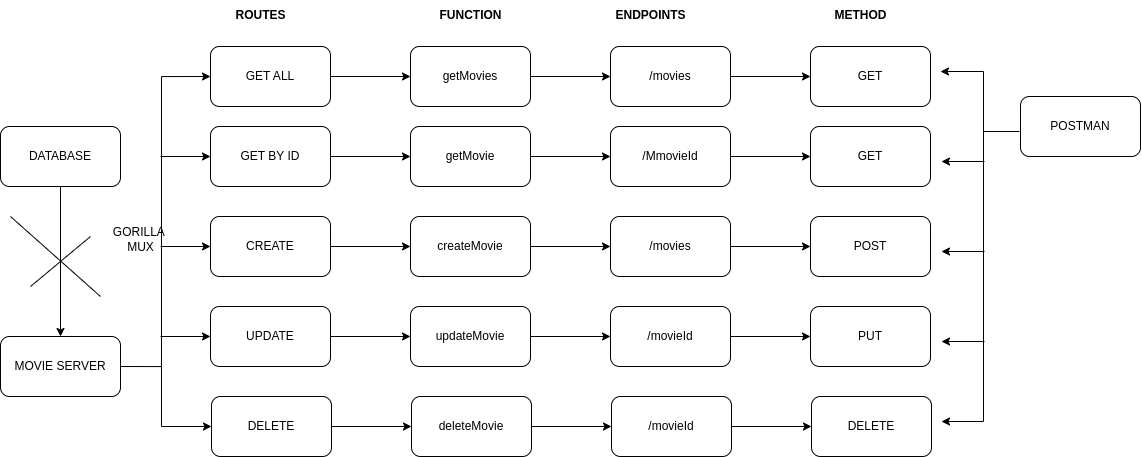 ROUTES FUNCTION ENDPOINTS METHOD
GET ALL getMovies /movies GET
POSTMAN
DATABASE GET BY ID getMovie /MmovieId GET
GORILLA
MUX
CREATE createMovie /movies POST
UPDATE updateMovie /movieId PUT
MOVIE SERVER
DELETE deleteMovie /movieId DELETE